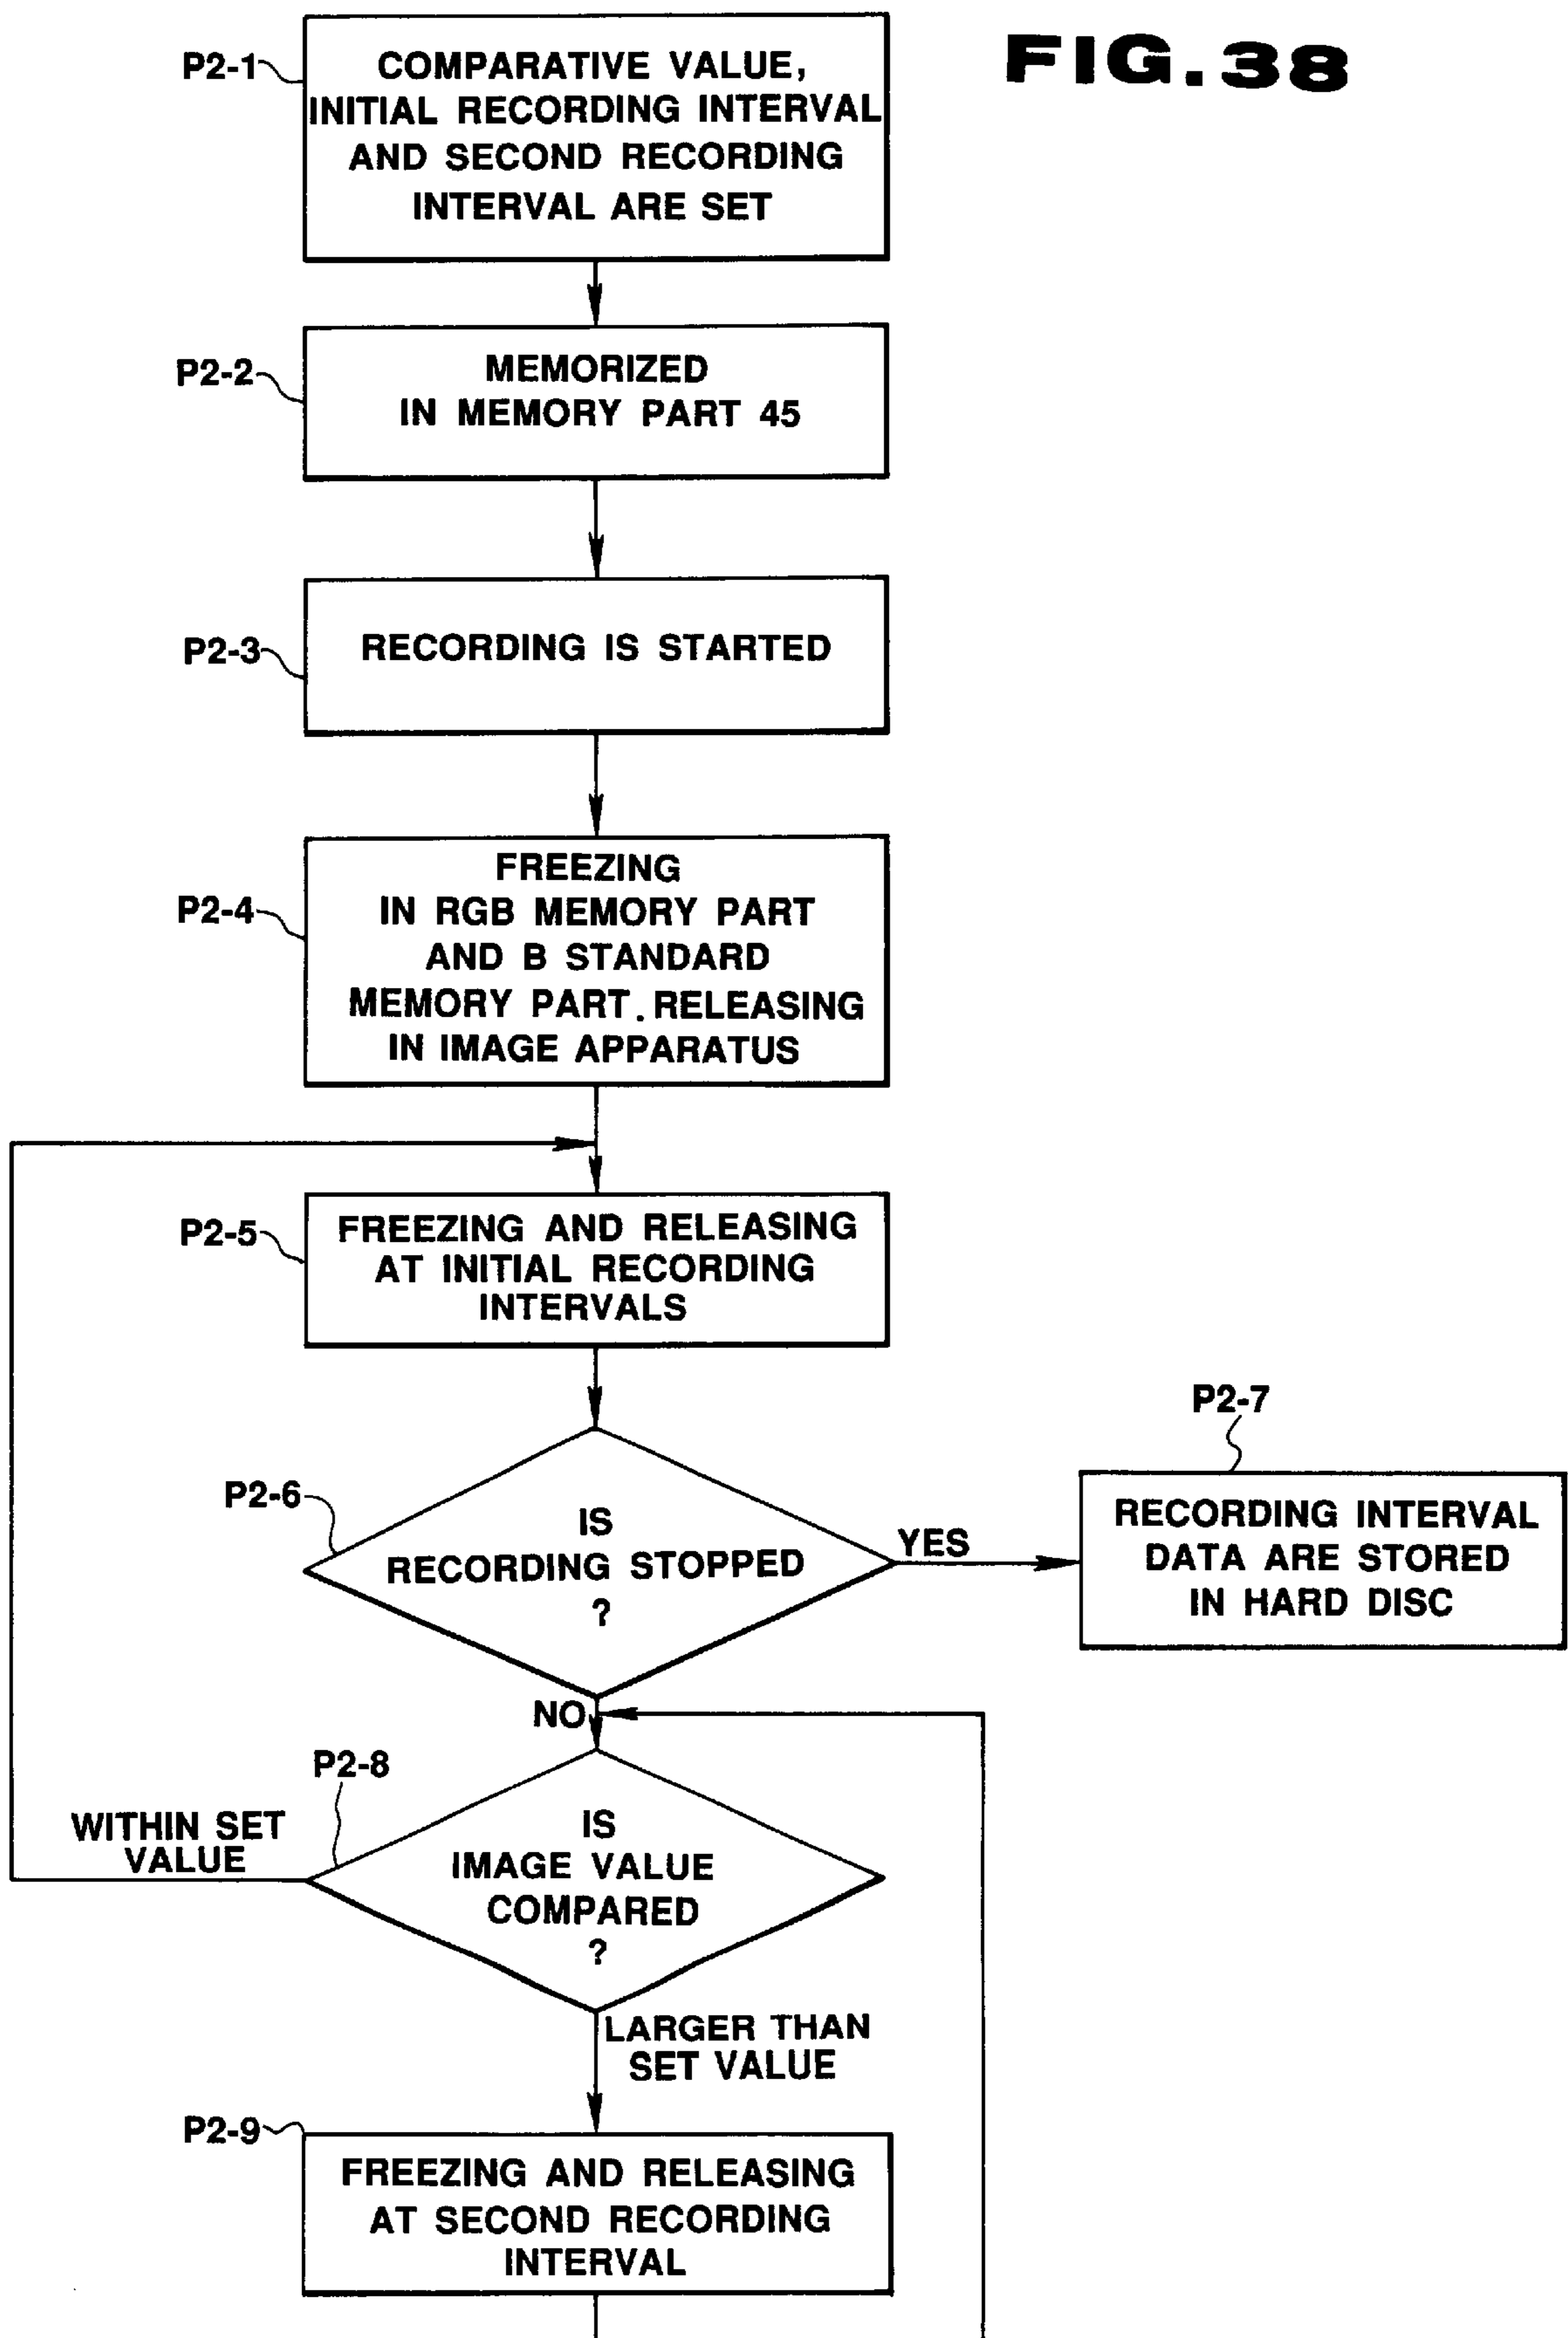 FIG.38
P2-1
COMPARATIVE VALUE,
INITIAL RECORDING INTERVAL
AND SECOND RECORDING
INTERVAL ARE SET
P2-2
MEMORIZED
IN MEMORY PART 45
P2-3
RECORDING IS STARTED
P2-4
FREEZING
IN RGB MEMORY PART
AND B STANDARD
MEMORY PART. RELEASING
IN IMAGE APPARATUS
P2-5
FREEZING AND RELEASING
AT INITIAL RECORDING
INTERVALS
P2-6
IS
RECORDING STOPPED
?
YES
P2-7
RECORDING INTERVAL
DATA ARE STORED
IN HARD DISC
NO
P2-8
IS
IMAGE VALUE
COMPARED
?
WITHIN SET
VALUE
LARGER THAN
SET VALUE
P2-9
FREEZING AND RELEASING
AT SECOND RECORDING
INTERVAL